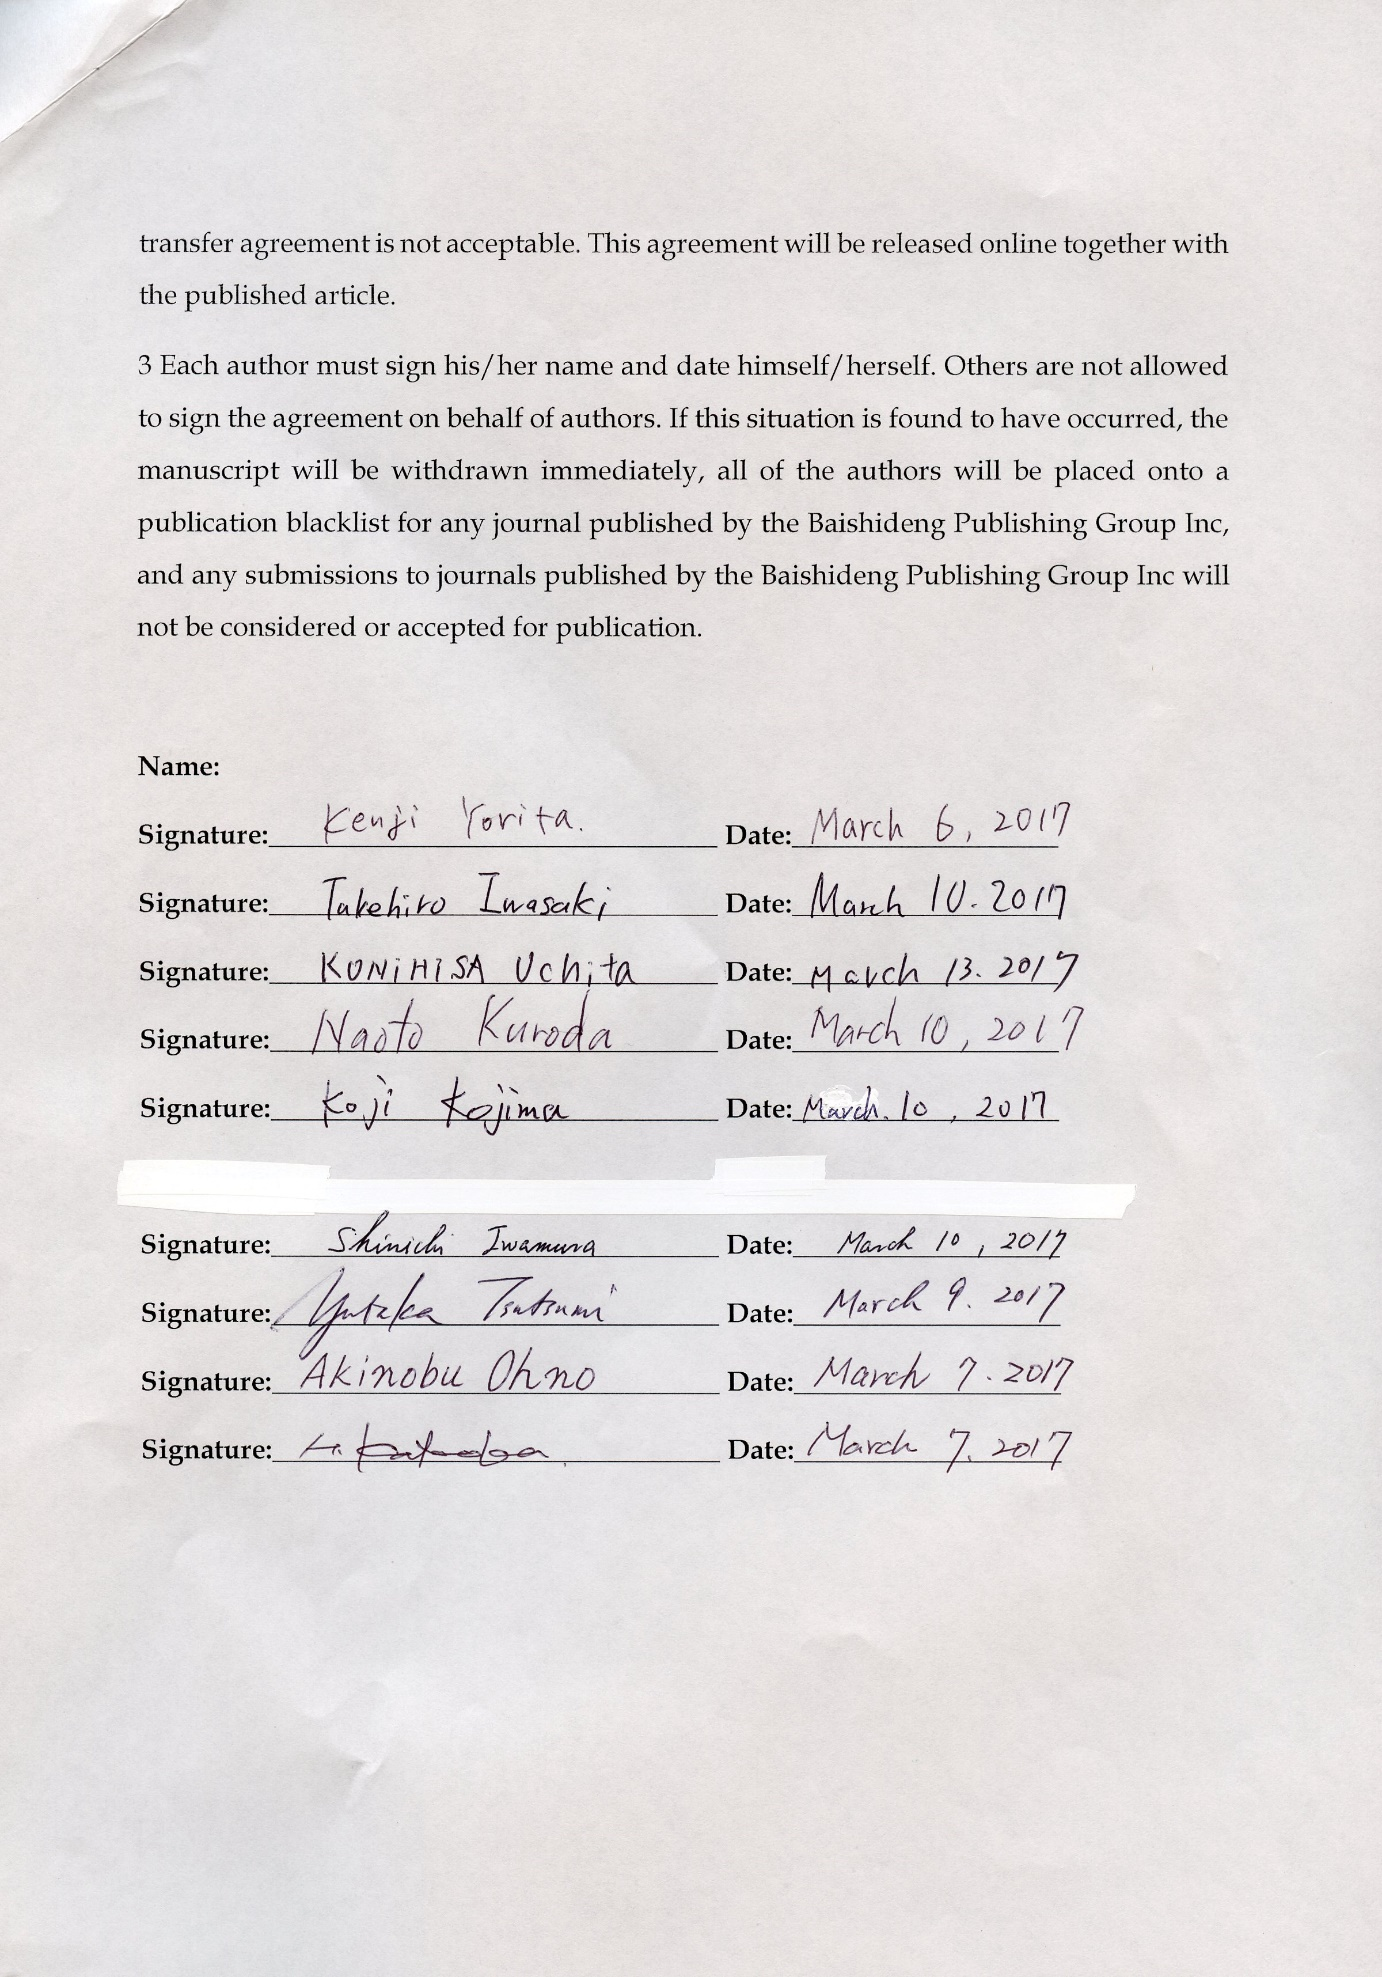 transfer agreement is not acceptable. This agreement will be released online together with
the published article.
3 Each author must sign his/her name and date himself/herself. Others are not allowed
to sign the agreement on behalf of authors. If this situation is found to have occurred, the
manuscript will be withdrawn immediately, all of the authors will be placed onto a
publication blacklist for any journal published by the Baishideng Publishing Group Inc,
and any submissions to journals published by the Baishideng Publishing Group Inc will
not be considered or accepted for publication.
Name:
Signature: Kenji Yorita. Date: March 6, 2017
Signature: Takehiro Iwasaki Date: March 10. 2017
Signature: KUNiHiSA Uchita Date: March 13. 2017
Signature: Naoto Kuroda Date: March 10, 2017
Signature: Koji Kojima Date: March. 10, 2017
Signature: Shinichi Iwamura Date: March 10, 2017
Signature: Yutaka Tsutsumi Date: March 9. 2017
Signature: Akinobu Ohno Date: March 7. 2017
Signature: Date: March 7. 2017